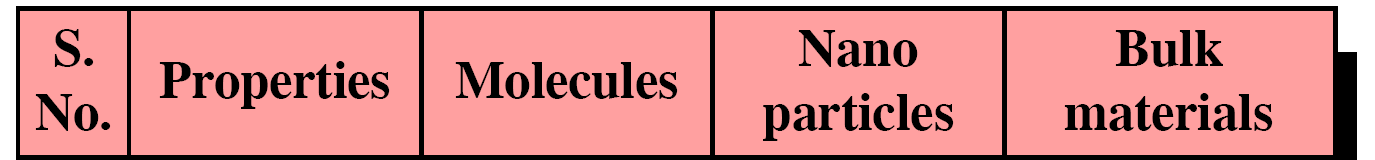 S. No.
Properties
Molecules
Nano particles
Bulk materials